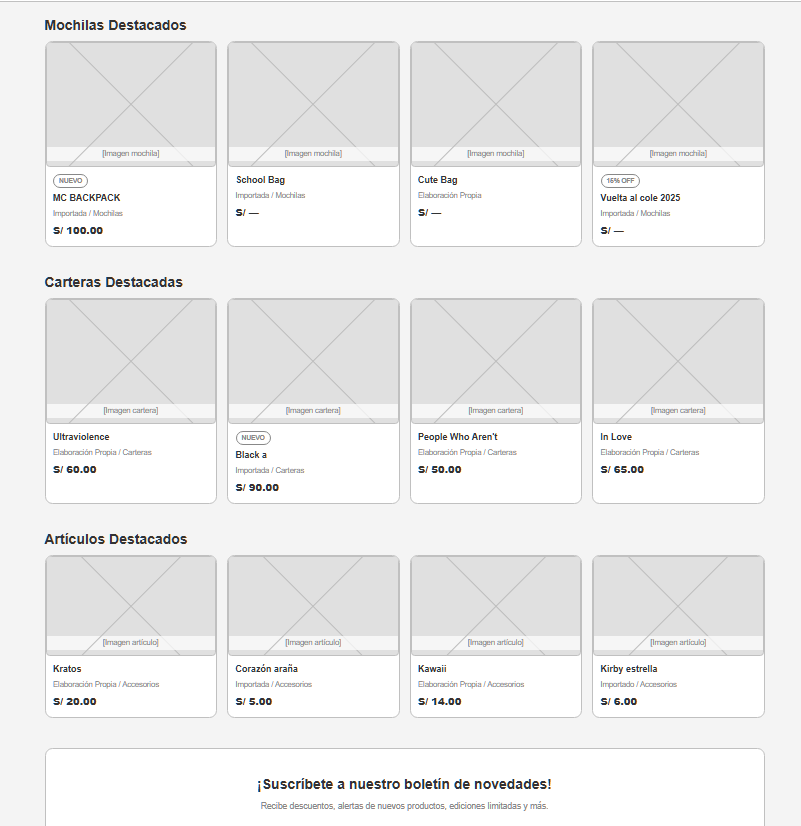 Mochilas Destacados
[Imagen mochila] [Imagen mochila] [Imagen mochila] [Imagen mochila]
NUEVO
MC BACKPACK
Importada / Mochilas
S/ 100.00
School Bag
Importada / Mochilas
S/ —
Cute Bag
Elaboración Propia
S/ —
15% OFF
Vuelta al cole 2025
Importada / Mochilas
S/ —
Carteras Destacadas
[Imagen cartera] [Imagen cartera] [Imagen cartera] [Imagen cartera]
Ultraviolence
Elaboración Propia / Carteras
S/ 60.00
NUEVO
Black a
Importada / Carteras
S/ 90.00
People Who Aren't
Elaboración Propia / Carteras
S/ 50.00
In Love
Elaboración Propia / Carteras
S/ 65.00
Artículos Destacados
[Imagen artículo] [Imagen artículo] [Imagen artículo] [Imagen artículo]
Kratos
Elaboración Propia / Accesorios
S/ 20.00
Corazón araña
Importada / Accesorios
S/ 5.00
Kawaii
Elaboración Propia / Accesorios
S/ 14.00
Kirby estrella
Importado / Accesorios
S/ 6.00
¡Suscríbete a nuestro boletín de novedades!
Recibe descuentos, alertas de nuevos productos, ediciones limitadas y más.